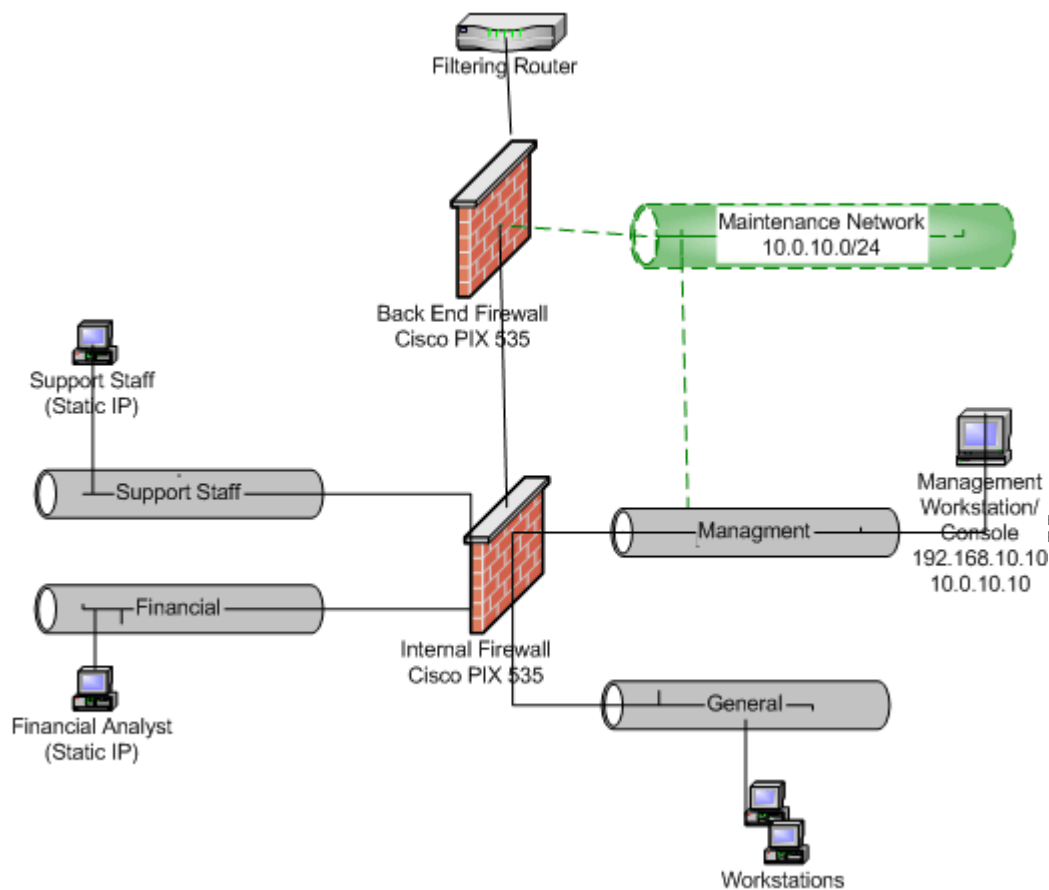 Filtering Router
Maintenance Network
10.0.10.0/24
Back End Firewall
Cisco PIX 535
Support Staff
(Static IP)
Support Staff
Managment
Management
Workstation/
Console
192.168.10.10
10.0.10.10
Financial
Internal Firewall
Cisco PIX 535
Financial Analyst
(Static IP)
General
Workstations